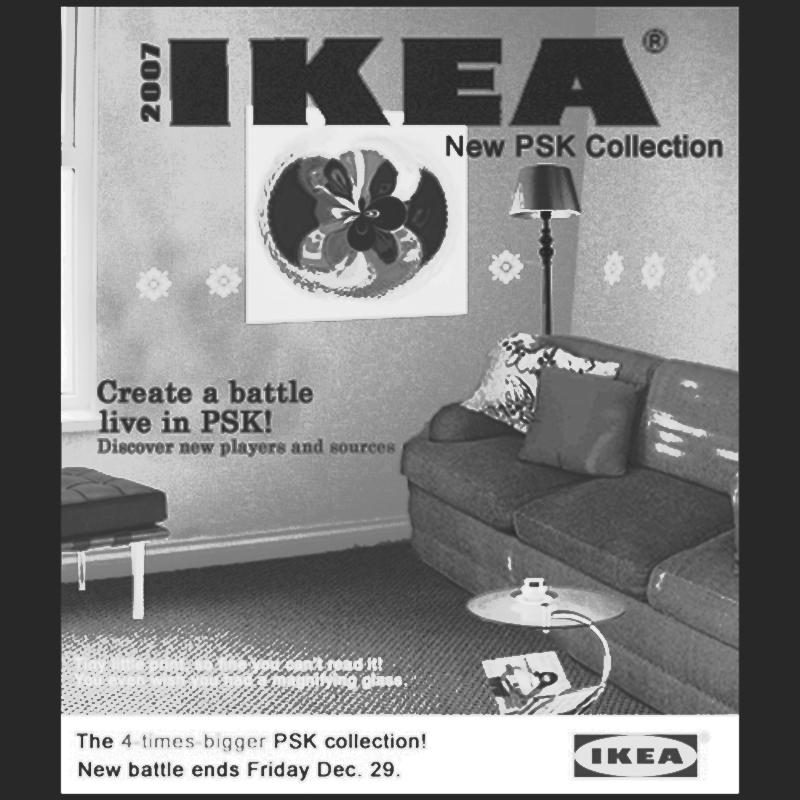 2007
IKEA®
New PSK Collection
Create a battle
live in PSK!
Discover new players and sources
Tiny little print, so fine you can't read it!
You even wish you had a magnifying glass.
The 4-times-bigger PSK collection!
New battle ends Friday Dec. 29.
IKEA®